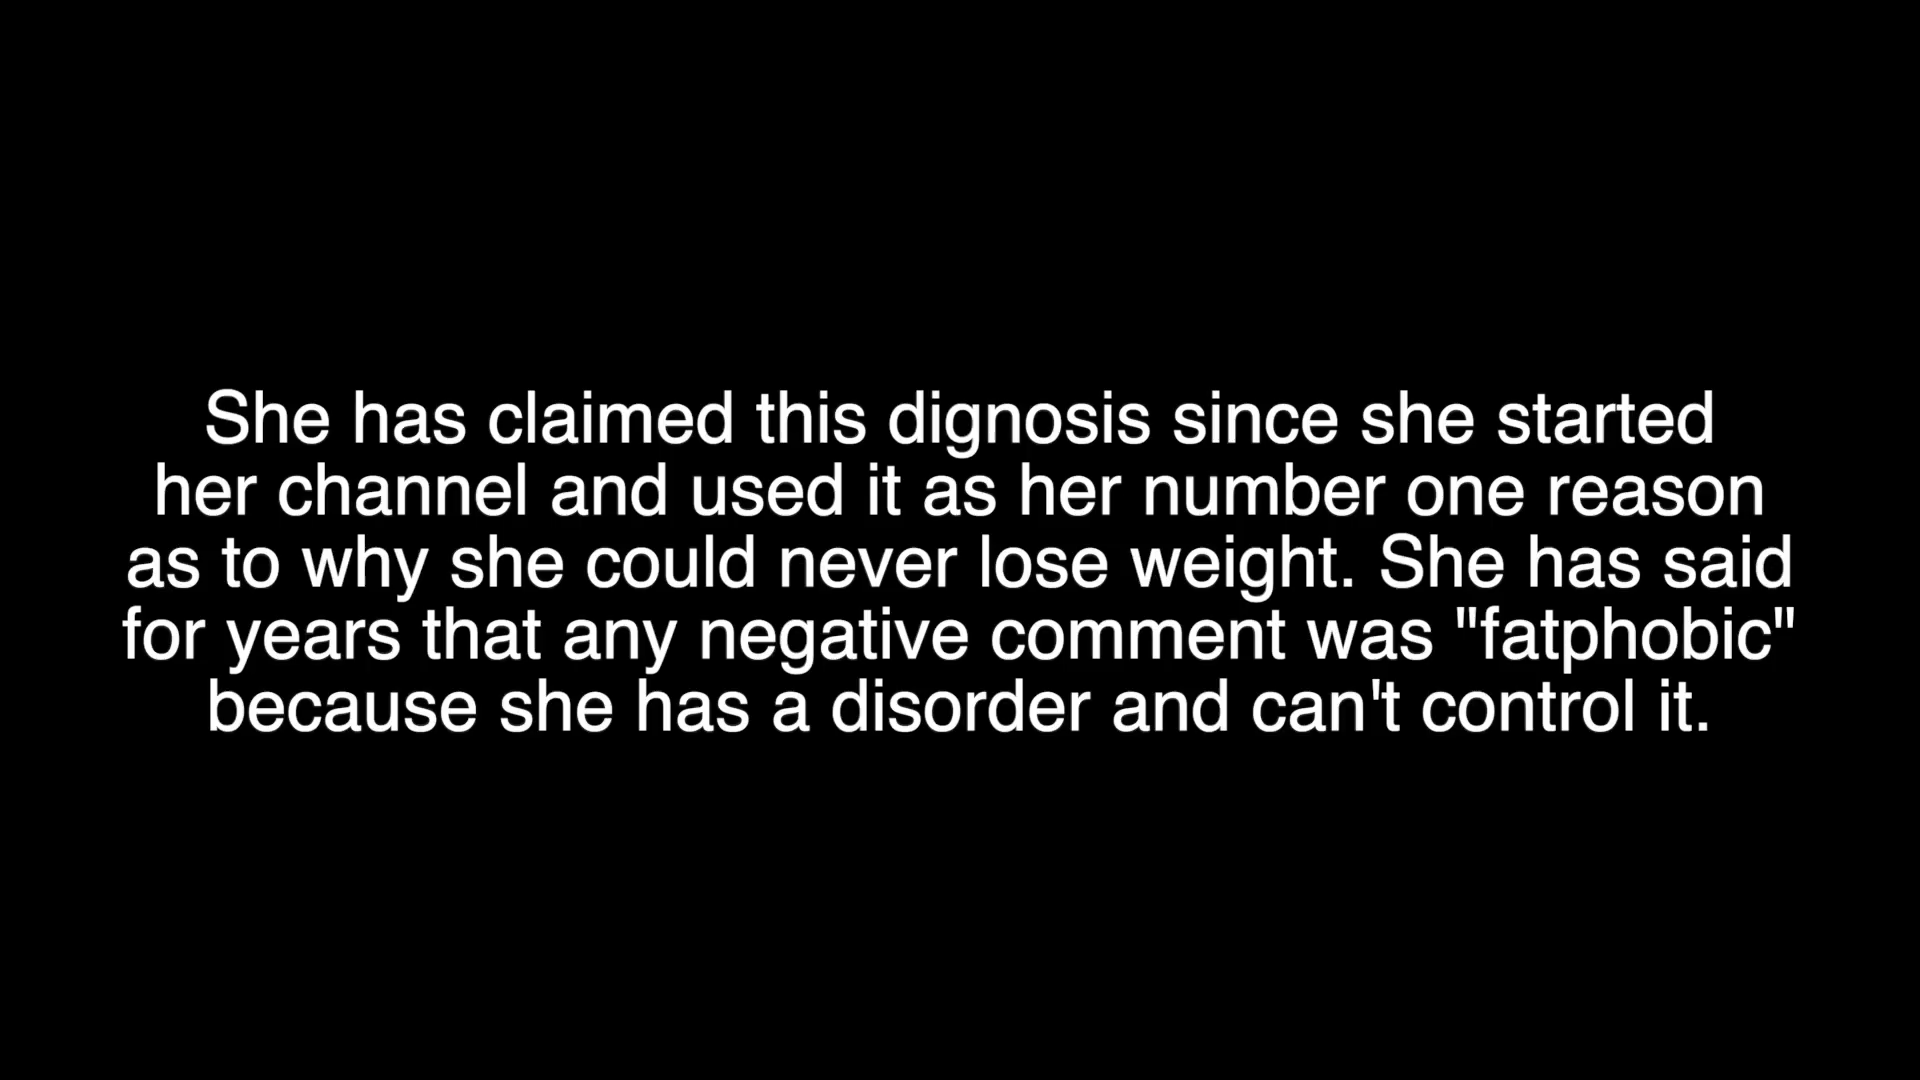 She has claimed this dignosis since she started
her channel and used it as her number one reason
as to why she could never lose weight. She has said
for years that any negative comment was "fatphobic"
because she has a disorder and can't control it.